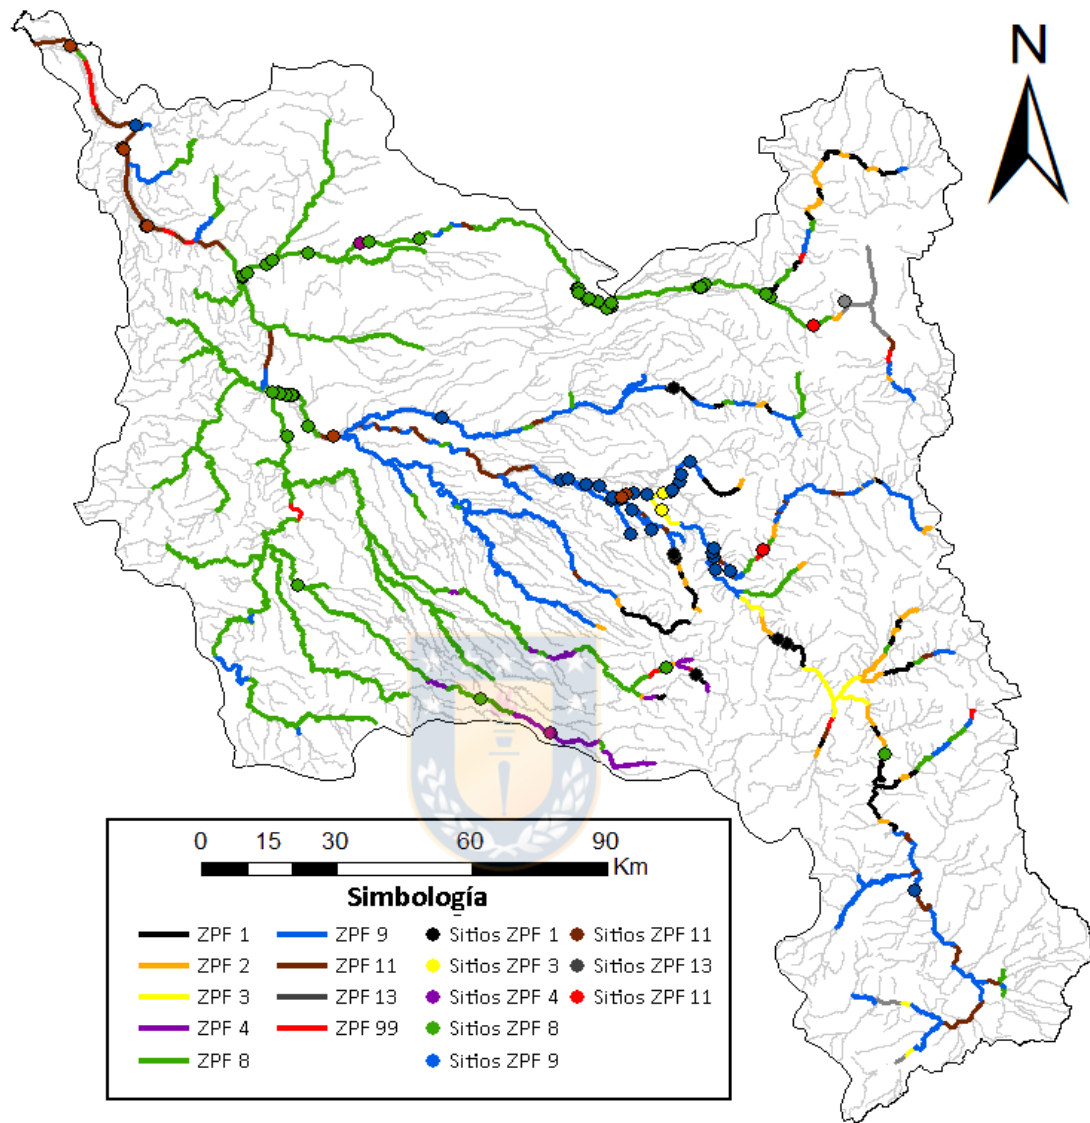 N
0 15 30 60 90
Km
Simbología
ZPF 1 ZPF 9 Sitios ZPF 1 Sitios ZPF 11
ZPF 2 ZPF 11 Sitios ZPF 3 Sitios ZPF 13
ZPF 3 ZPF 13 Sitios ZPF 4 Sitios ZPF 11
ZPF 4 ZPF 99 Sitios ZPF 8
ZPF 8 Sitios ZPF 9